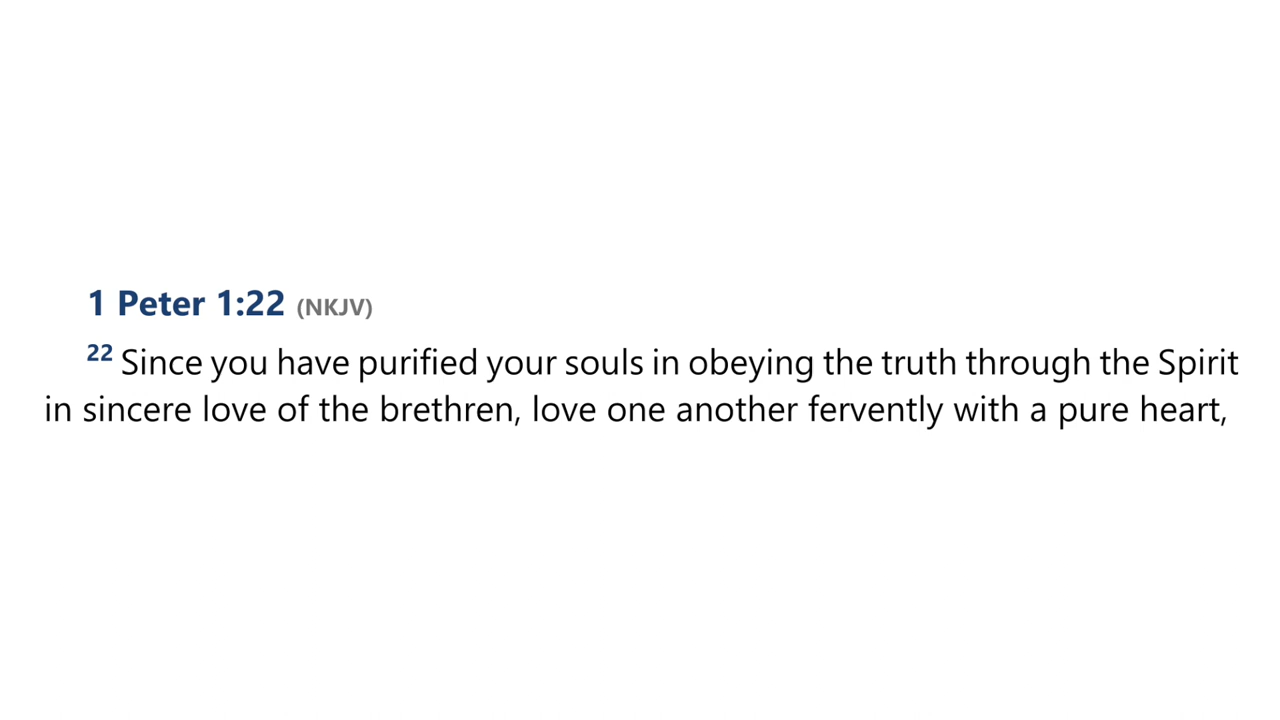 1 Peter 1:22 (NKJV)
22 Since you have purified your souls in obeying the truth through the Spirit
in sincere love of the brethren, love one another fervently with a pure heart,